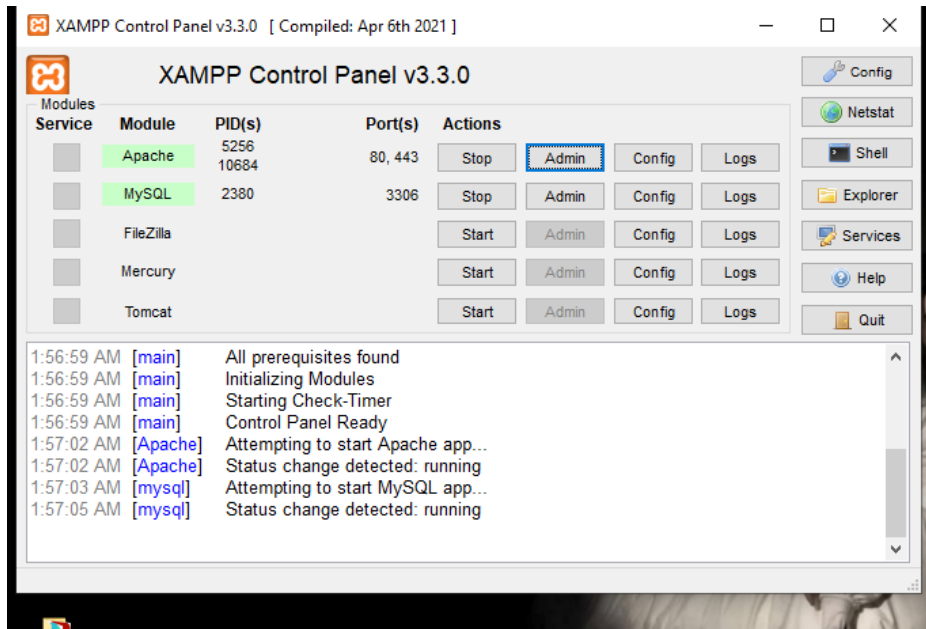 XAMPP Control Panel v3.3.0 [ Compiled: Apr 6th 2021 ]
XAMPP Control Panel v3.3.0
Config
Netstat
Shell
Explorer
Services
Help
Quit
Modules
Service Module PID(s) Port(s) Actions
Apache 5256 10684 80, 443 Stop Admin Config Logs
MySQL 2380 3306 Stop Admin Config Logs
FileZilla Start Admin Config Logs
Mercury Start Admin Config Logs
Tomcat Start Admin Config Logs
1:56:59 AM [main] All prerequisites found
1:56:59 AM [main] Initializing Modules
1:56:59 AM [main] Starting Check-Timer
1:56:59 AM [main] Control Panel Ready
1:57:02 AM [Apache] Attempting to start Apache app...
1:57:02 AM [Apache] Status change detected: running
1:57:03 AM [mysql] Attempting to start MySQL app...
1:57:05 AM [mysql] Status change detected: running